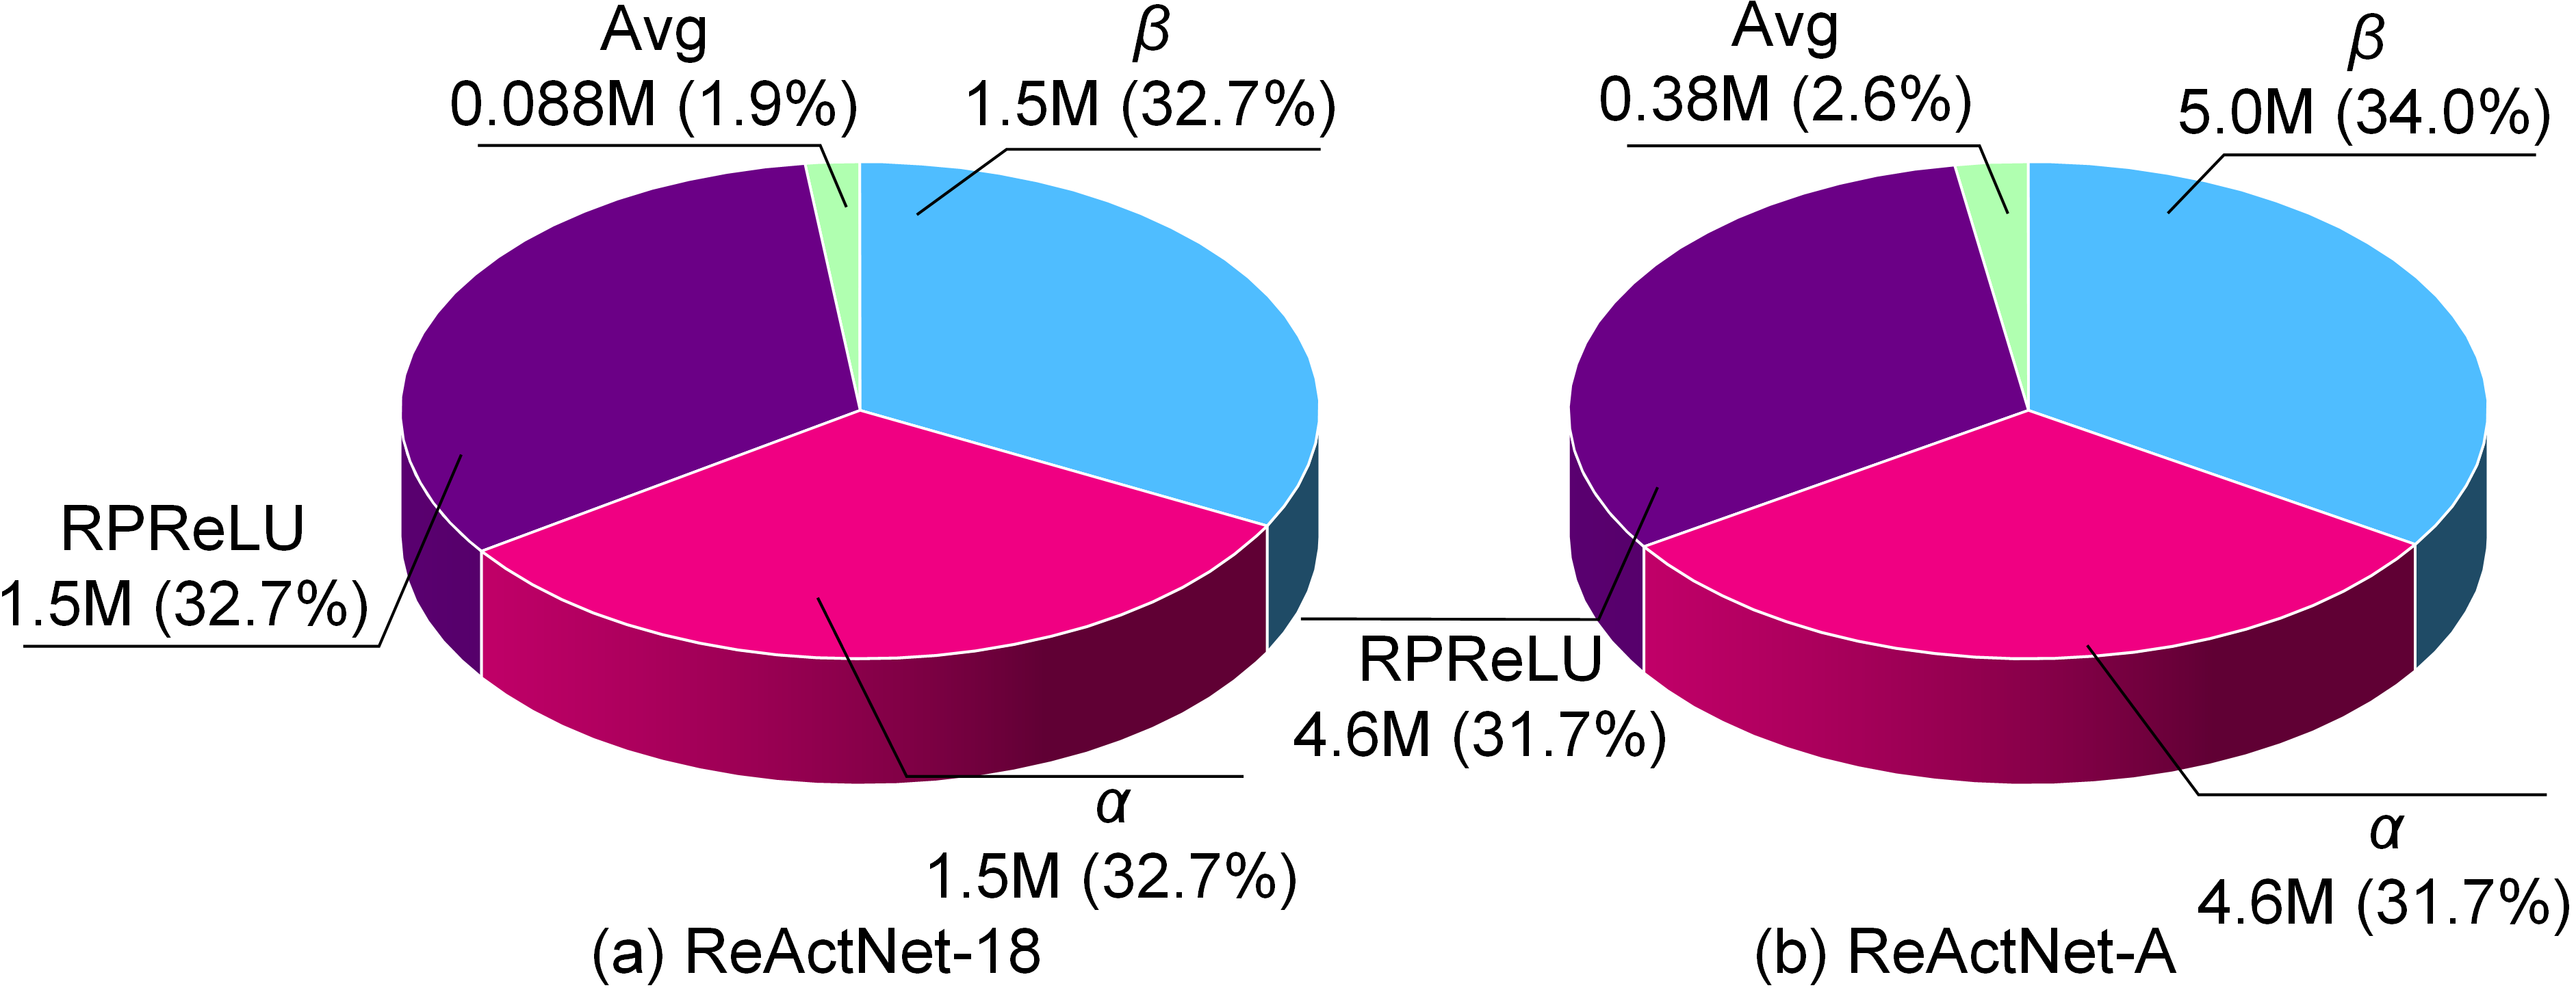 Avg
0.088M (1.9%)
β
1.5M (32.7%)
RPReLU
1.5M (32.7%)
α
1.5M (32.7%)
(a) ReActNet-18
Avg
0.38M (2.6%)
β
5.0M (34.0%)
RPReLU
4.6M (31.7%)
α
4.6M (31.7%)
(b) ReActNet-A